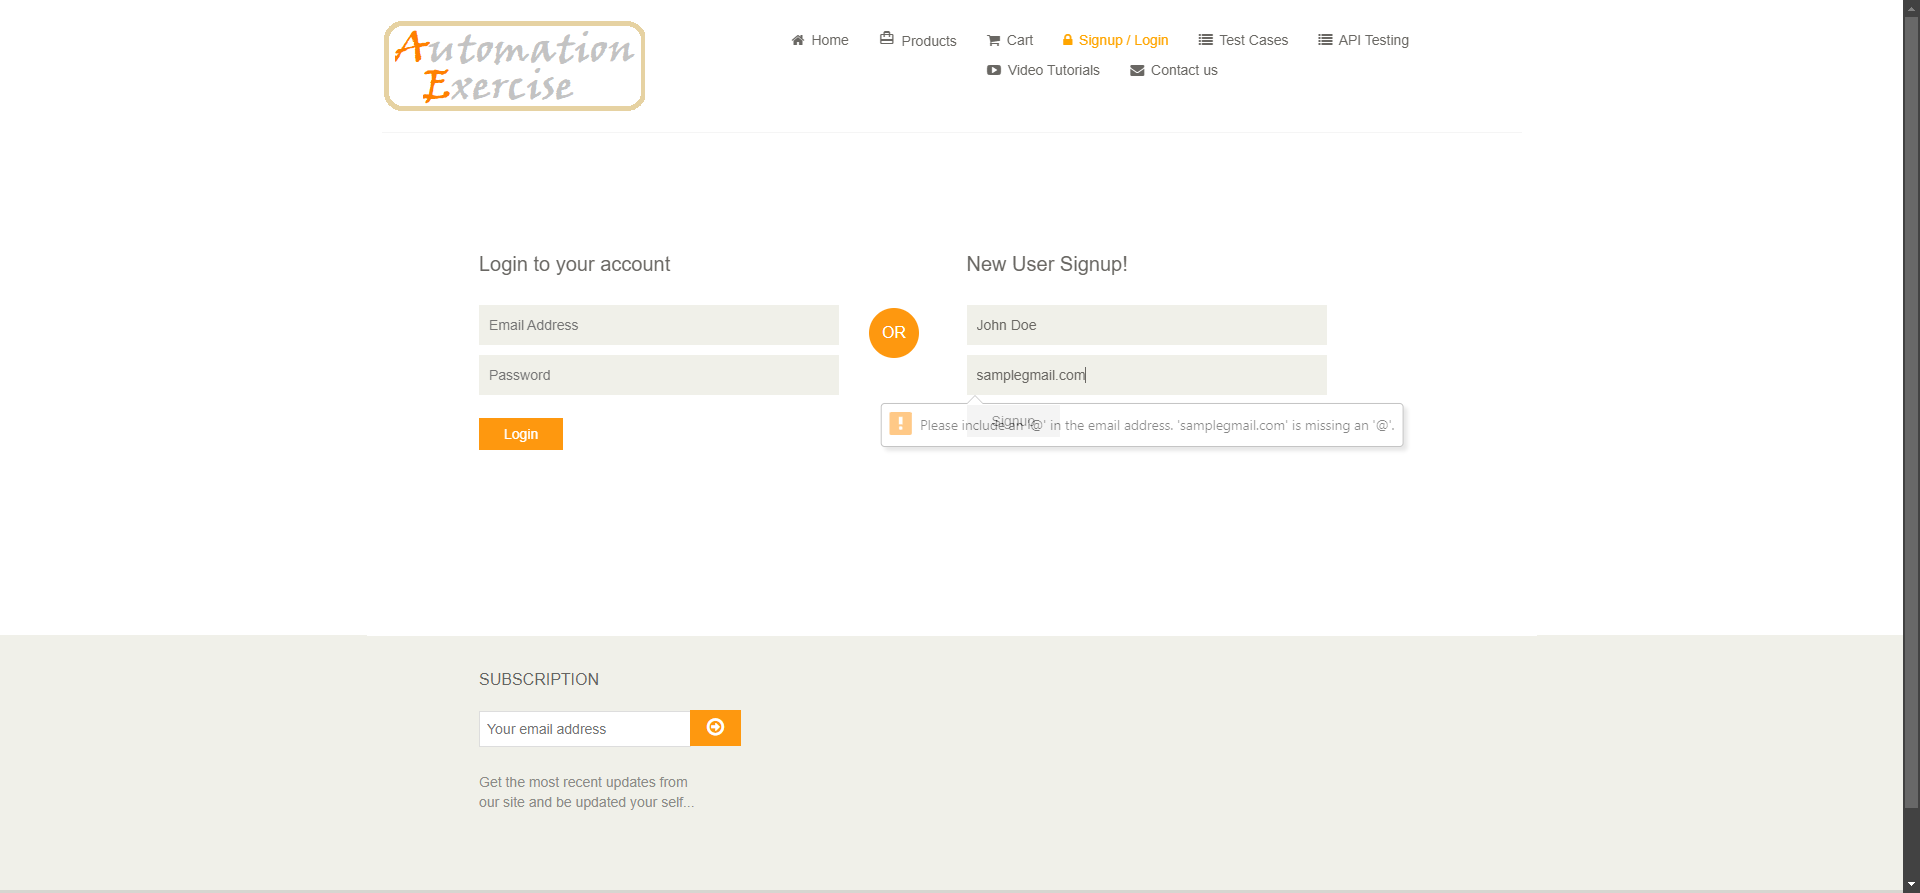 Automation
Exercise
Home
Products
Cart
Signup / Login
Test Cases
API Testing
Video Tutorials
Contact us
Login to your account
Email Address
Password
Login
OR
New User Signup!
John Doe
samplegmail.com
Signup
Please include an '@' in the email address. 'samplegmail.com' is missing an '@'.
SUBSCRIPTION
Your email address
Get the most recent updates from
our site and be updated your self...